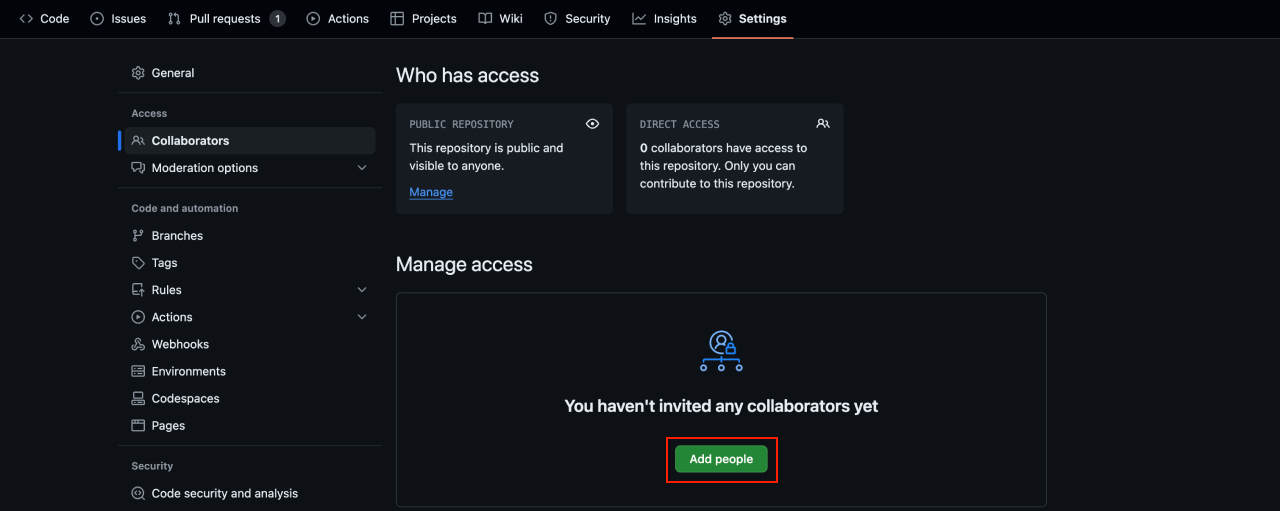 Code Issues Pull requests 1 Actions Projects Wiki Security Insights Settings
General
Access
Collaborators
Moderation options
Code and automation
Branches
Tags
Rules
Actions
Webhooks
Environments
Codespaces
Pages
Security
Code security and analysis
Who has access
PUBLIC REPOSITORY
This repository is public and
visible to anyone.
Manage
DIRECT ACCESS
0 collaborators have access to
this repository. Only you can
contribute to this repository.
Manage access
You haven't invited any collaborators yet
Add people